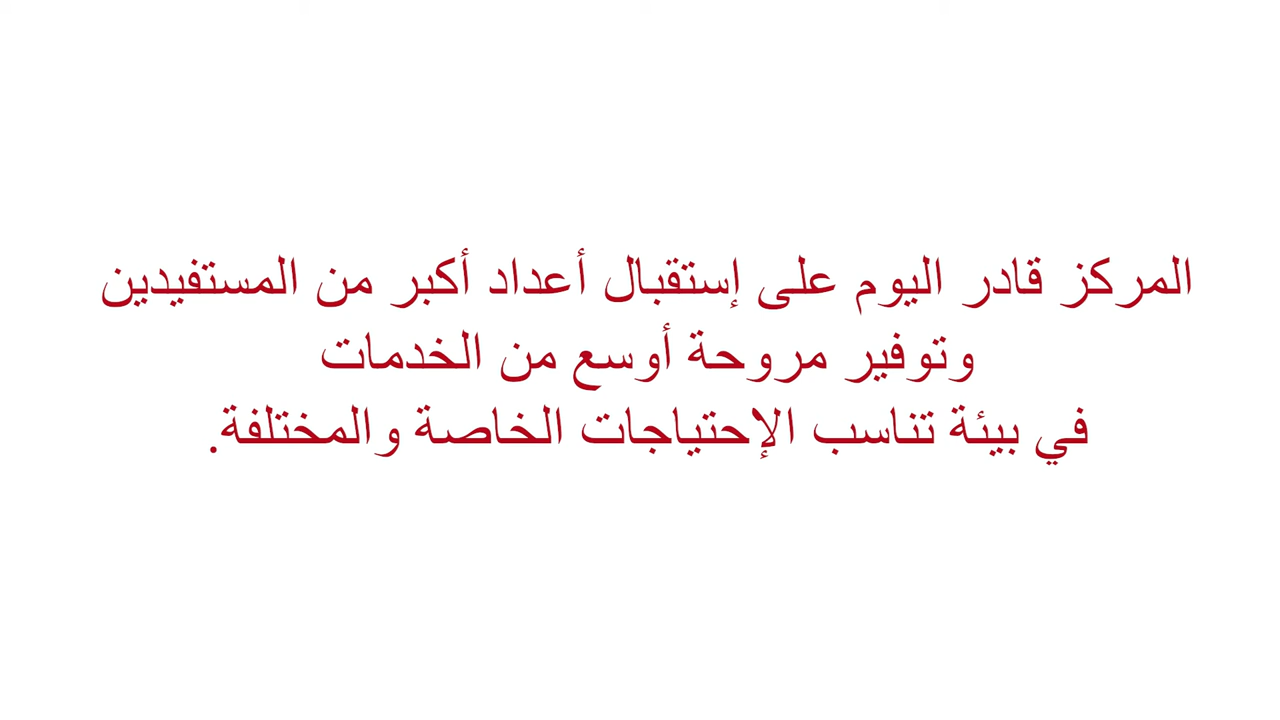 المركز قادر اليوم على إستقبال أعداد أكبر من المستفيدين
وتوفير مروحة أوسع من الخدمات
في بيئة تناسب الإحتياجات الخاصة والمختلفة.